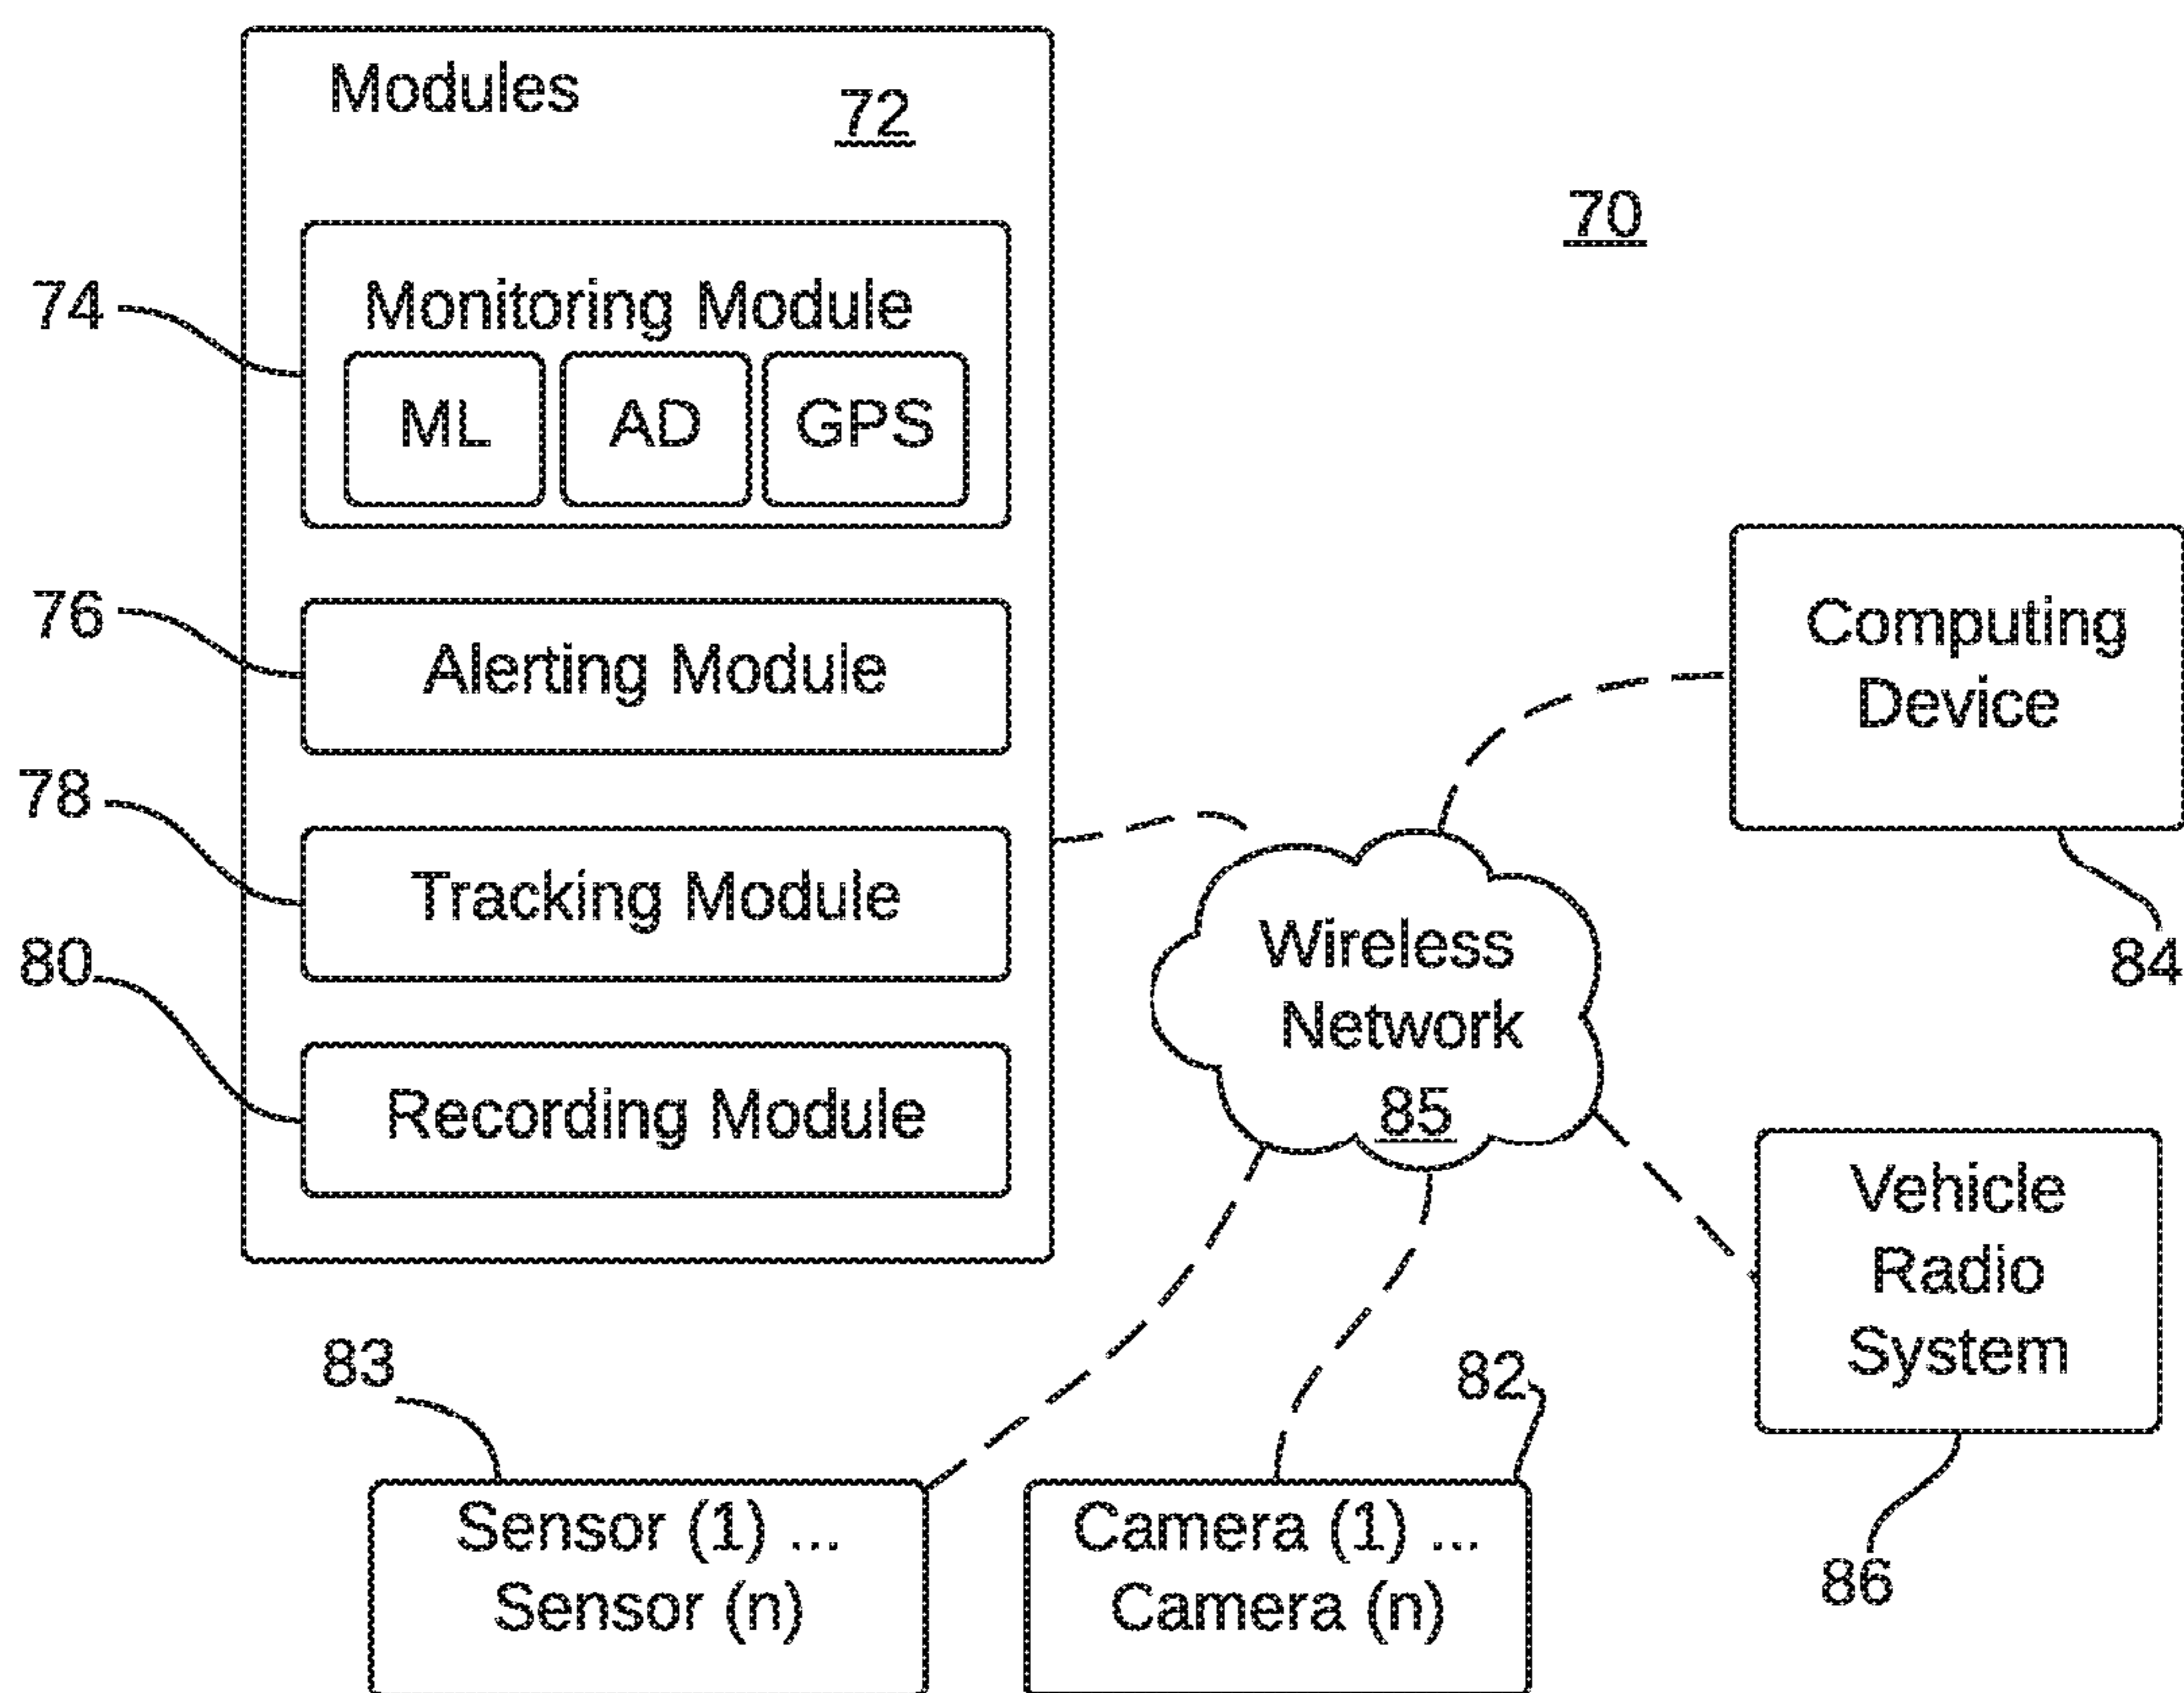 Modules
72
70
74
Monitoring Module
ML
AD
GPS
76
Alerting Module
Computing
Device
78
Tracking Module
84
80
Wireless
Network
85
Recording Module
Vehicle
Radio
System
83
82
Sensor (1) ...
Sensor (n)
Camera (1) ...
Camera (n)
86